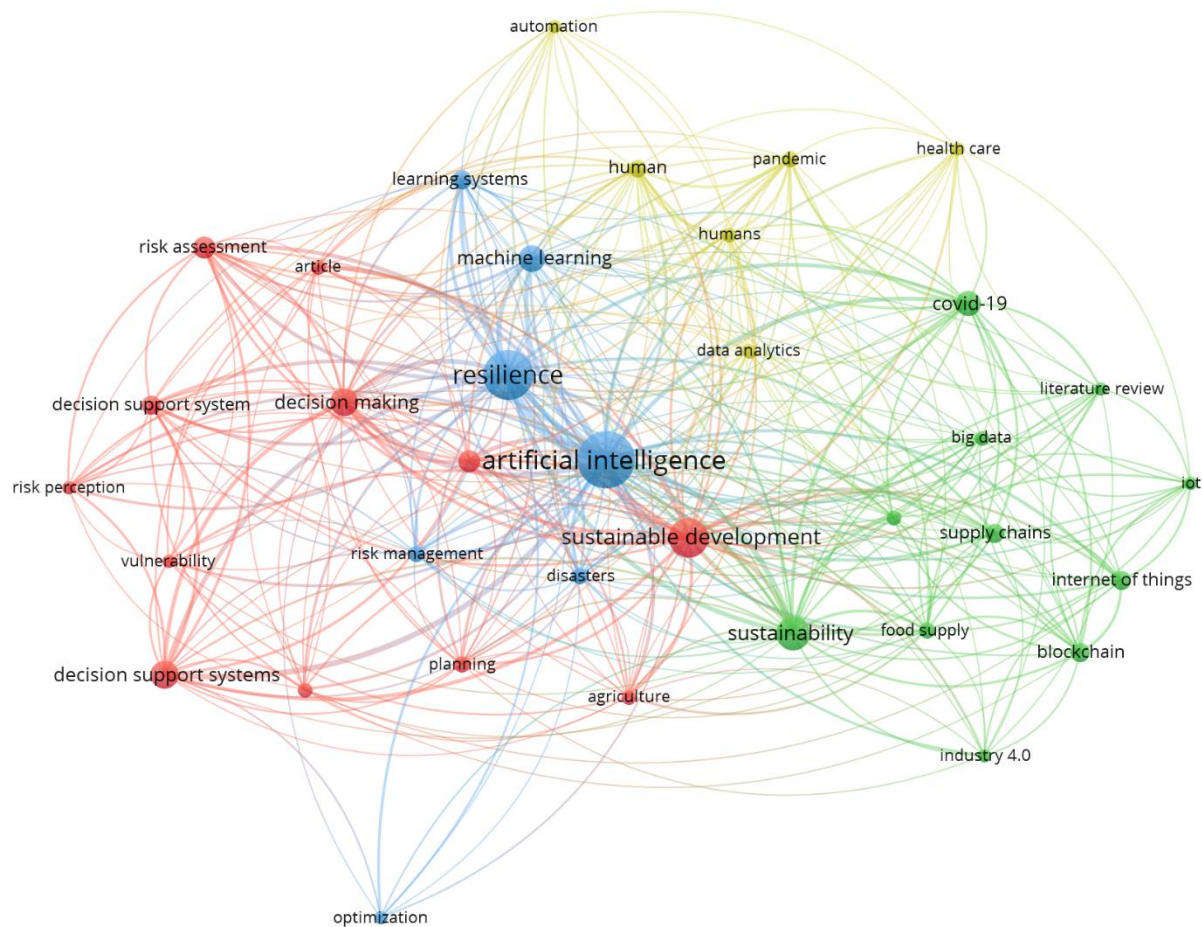 automation
health care
pandemic
human
learning systems
humans
risk assessment
machine learning
article
covid-19
data analytics
resilience
literature review
decision making
decision support system
big data
artificial intelligence
iot
risk perception
supply chains
sustainable development
risk management
vulnerability
disasters
internet of things
food supply
sustainability
blockchain
planning
decision support systems
agriculture
industry 4.0
optimization